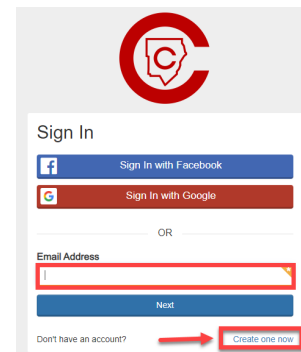 C
Sign In
f Sign In with Facebook
G Sign In with Google
OR
Email Address
Next
Don't have an account? Create one now